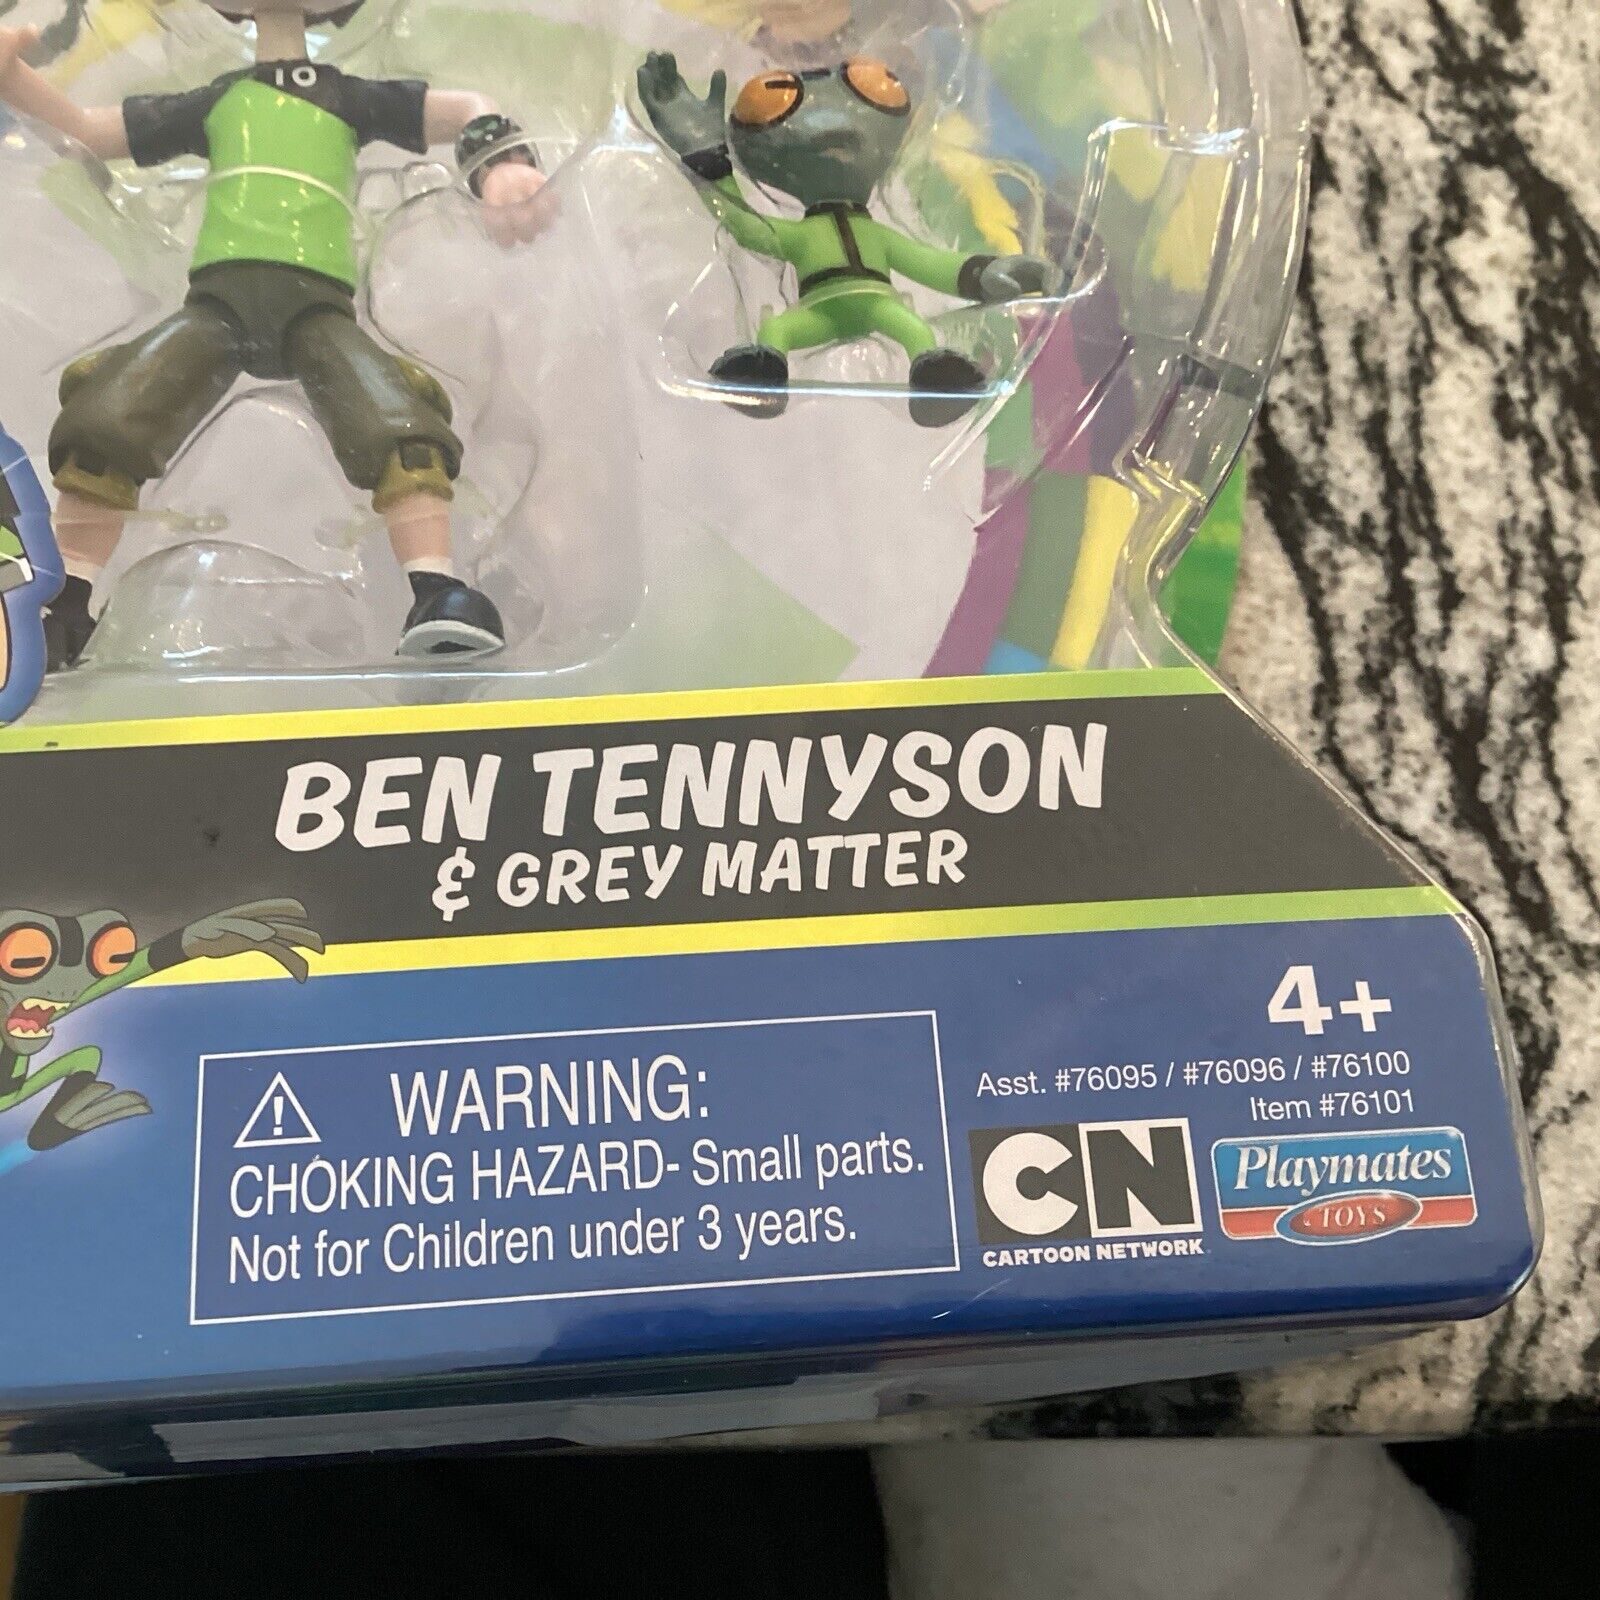 10
BEN TENNYSON
& GREY MATTER
4+
Asst. #76095 / #76096 / #76100
Item #76101
! WARNING:
CHOKING HAZARD- Small parts.
Not for Children under 3 years.
CN
CARTOON NETWORK
Playmates
TOYS